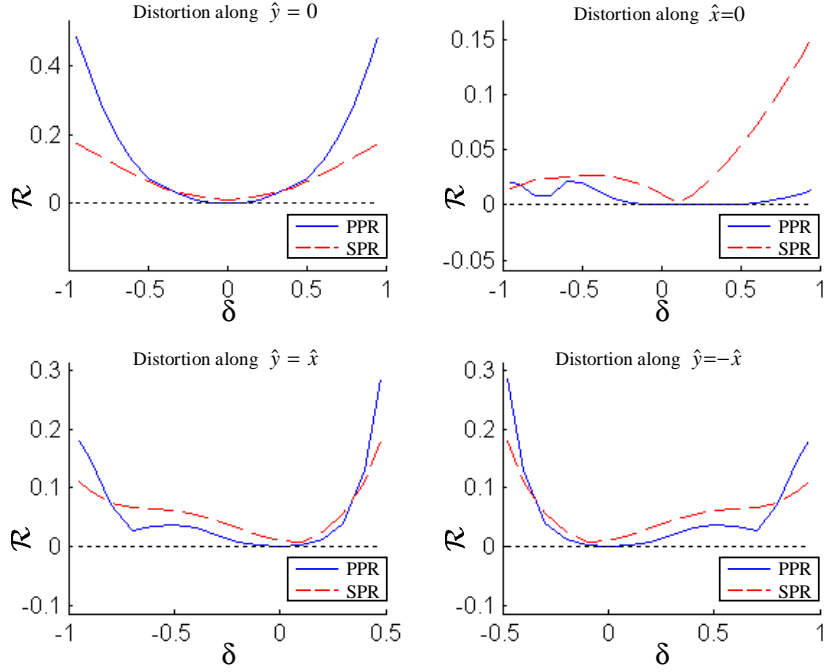 Distortion along ŷ = 0
0.4
0.2
0
ℛ
PPR
SPR
-1 -0.5 0 0.5 1
δ
Distortion along x̂=0
0.15
0.1
0.05
0
-0.05
ℛ
PPR
SPR
-1 -0.5 0 0.5 1
δ
Distortion along ŷ = x̂
0.3
0.2
0.1
0
-0.1
ℛ
PPR
SPR
-1 -0.5 0 0.5
δ
Distortion along ŷ=-x̂
0.3
0.2
0.1
0
-0.1
ℛ
PPR
SPR
-0.5 0 0.5 1
δ